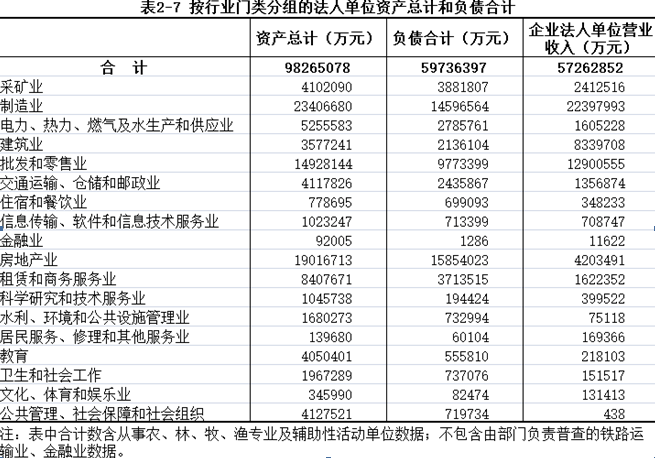 表2-7 按行业门类分组的法人单位资产总计和负债合计
资产总计（万元） 负债合计（万元） 企业法人单位营业收入（万元）
合 计 98265078 59736397 57262852
采矿业 4102090 3881807 2412516
制造业 23406680 14596564 22397993
电力、热力、燃气及水生产和供应业 5255583 2785761 1605228
建筑业 3577241 2136104 8339708
批发和零售业 14928144 9773399 12900555
交通运输、仓储和邮政业 4117826 2435867 1356874
住宿和餐饮业 778695 699093 348233
信息传输、软件和信息技术服务业 1023247 713399 708747
金融业 92005 1286 11622
房地产业 19016713 15854023 4203491
租赁和商务服务业 8407671 3713515 1622352
科学研究和技术服务业 1045738 194424 399522
水利、环境和公共设施管理业 1680273 732994 75118
居民服务、修理和其他服务业 139680 60104 169366
教育 4050401 555810 218103
卫生和社会工作 1967289 737076 151517
文化、体育和娱乐业 345990 82474 131413
公共管理、社会保障和社会组织 4127521 719734 438
注：表中合计数含从事农、林、牧、渔专业及辅助性活动单位数据；不包含由部门负责普查的铁路运
输业、金融业数据。